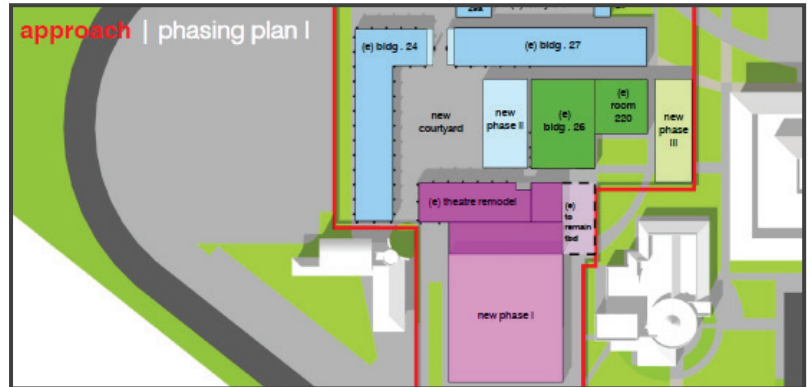 approach | phasing plan I
(e) bldg . 24
(e) bldg . 27
new
courtyard
new
phase II
(e)
bldg . 26
(e)
room
220
new
phase
III
(e) theatre remodel
(e)
to
remain
tbd
new phase I